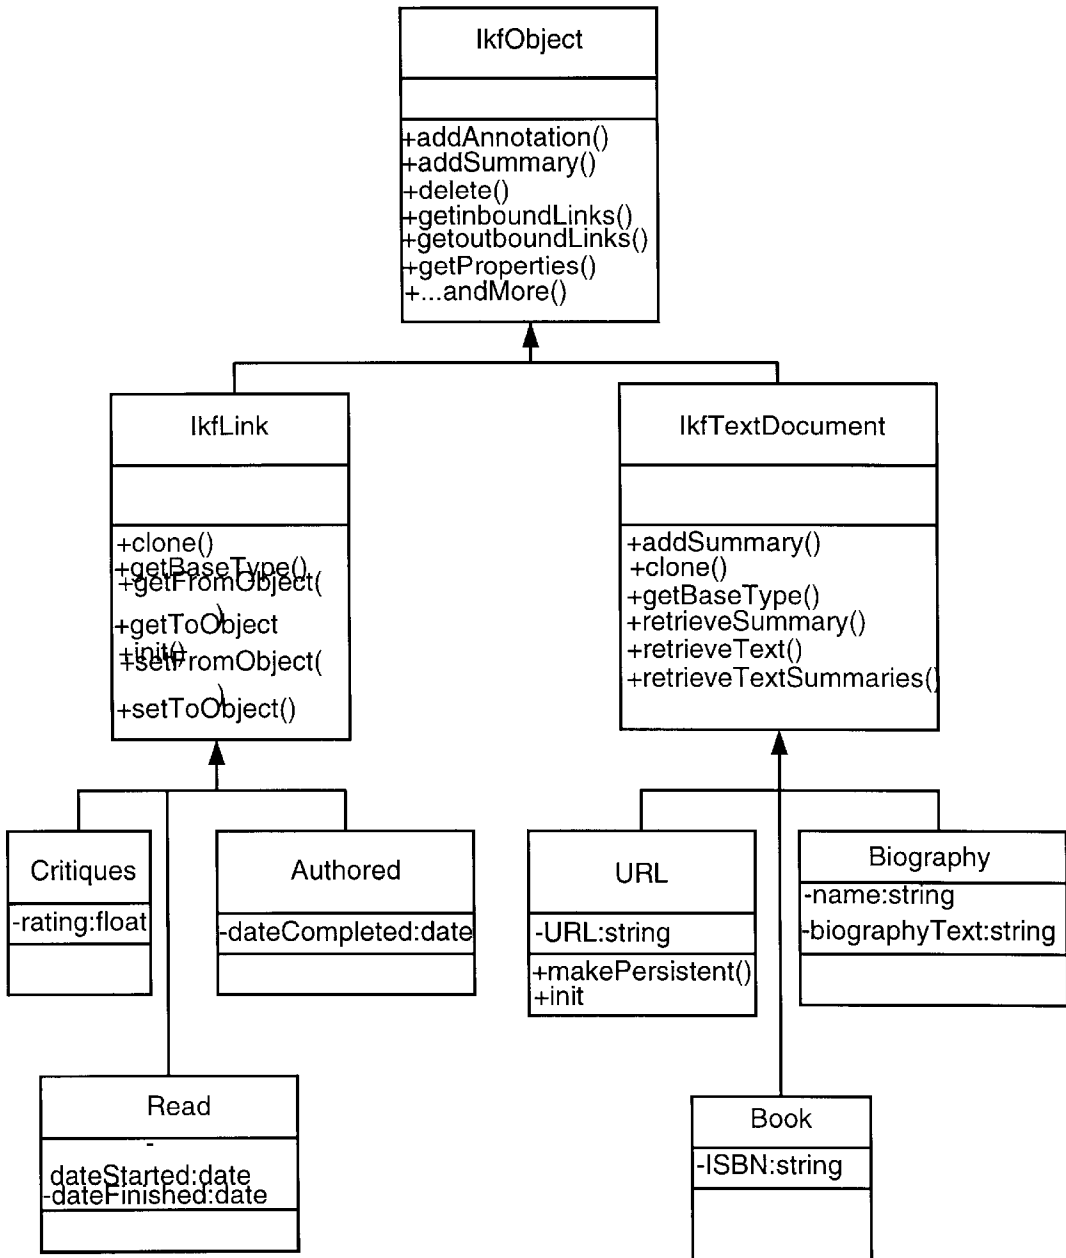 IkfObject
+addAnnotation()
+addSummary()
+delete()
+getinboundLinks()
+getoutboundLinks()
+getProperties()
+...andMore()
IkfLink
+clone()
+getBaseType()
+getFromObject(
)
+getToObject
+init()
+setFromObject(
)
+setToObject()
IkfTextDocument
+addSummary()
+clone()
+getBaseType()
+retrieveSummary()
+retrieveText()
+retrieveTextSummaries()
Critiques
-rating:float
Authored
-dateCompleted:date
URL
-URL:string
+makePersistent()
+init
Biography
-name:string
-biographyText:string
Read
-
dateStarted:date
-dateFinished:date
Book
-ISBN:string